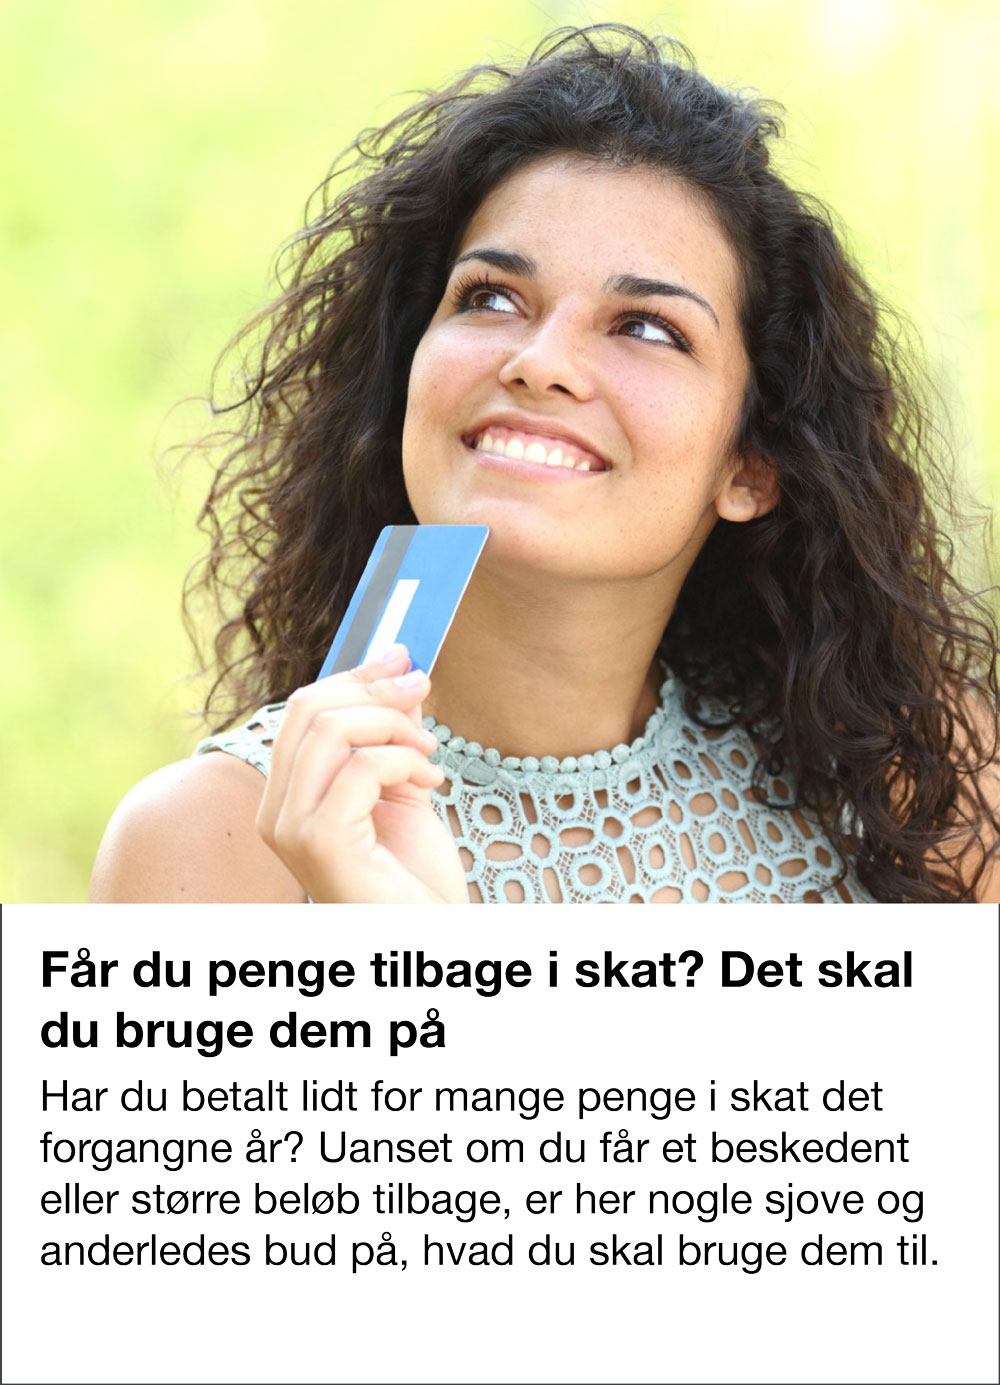 Får du penge tilbage i skat? Det skal
du bruge dem på
Har du betalt lidt for mange penge i skat det
forgangne år? Uanset om du får et beskedent
eller større beløb tilbage, er her nogle sjove og
anderledes bud på, hvad du skal bruge dem til.